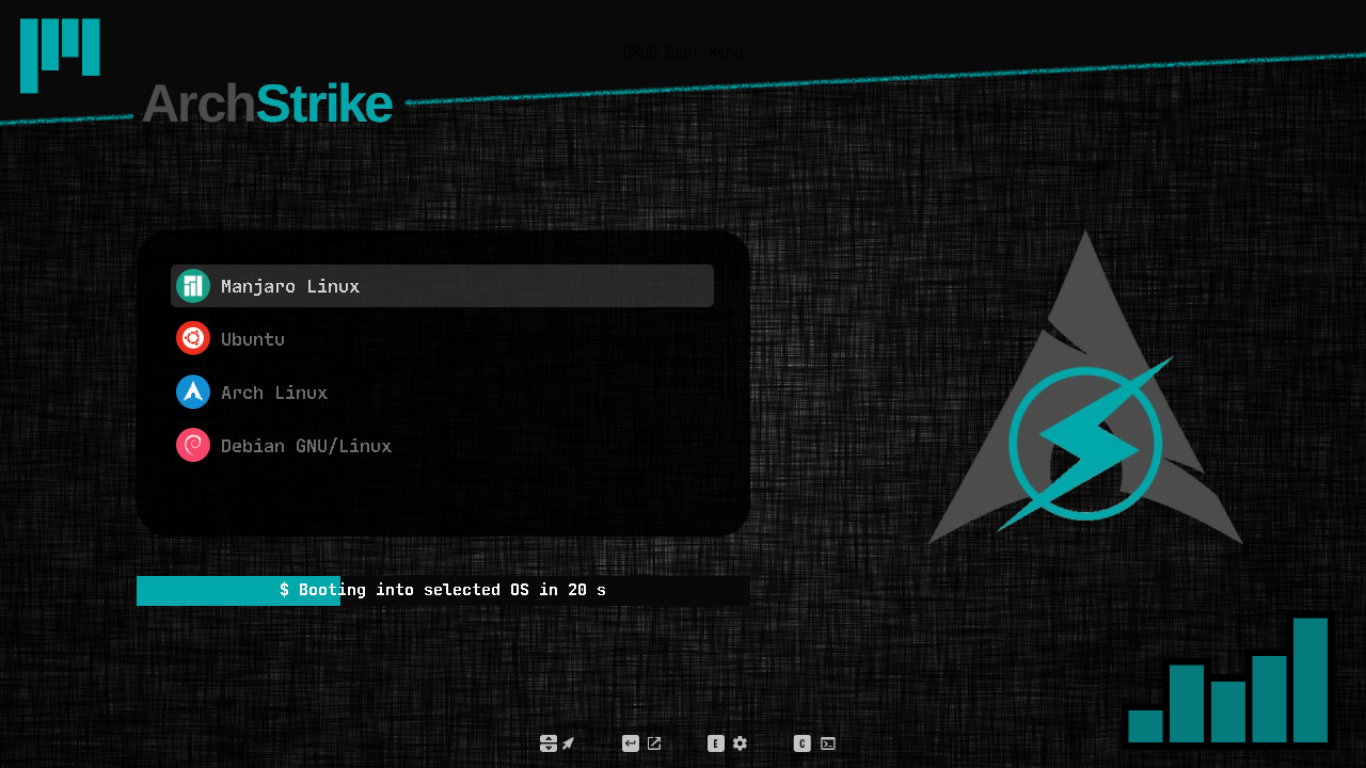 GRUB Boot Menu
ArchStrike
Manjaro Linux
Ubuntu
Arch Linux
Debian GNU/Linux
$ Booting into selected OS in 20 s
E
C